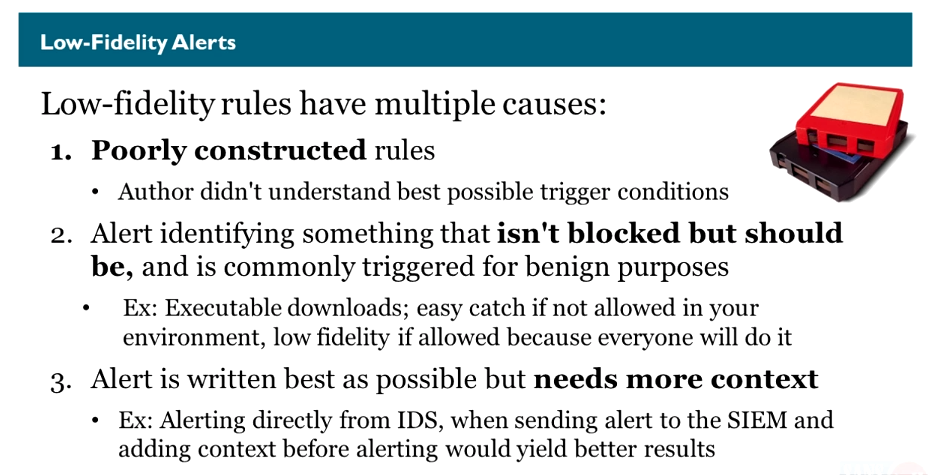 Low-Fidelity Alerts
Low-fidelity rules have multiple causes:
1. Poorly constructed rules
• Author didn't understand best possible trigger conditions
2. Alert identifying something that isn't blocked but should
be, and is commonly triggered for benign purposes
• Ex: Executable downloads; easy catch if not allowed in your
environment, low fidelity if allowed because everyone will do it
3. Alert is written best as possible but needs more context
• Ex: Alerting directly from IDS, when sending alert to the SIEM and
adding context before alerting would yield better results